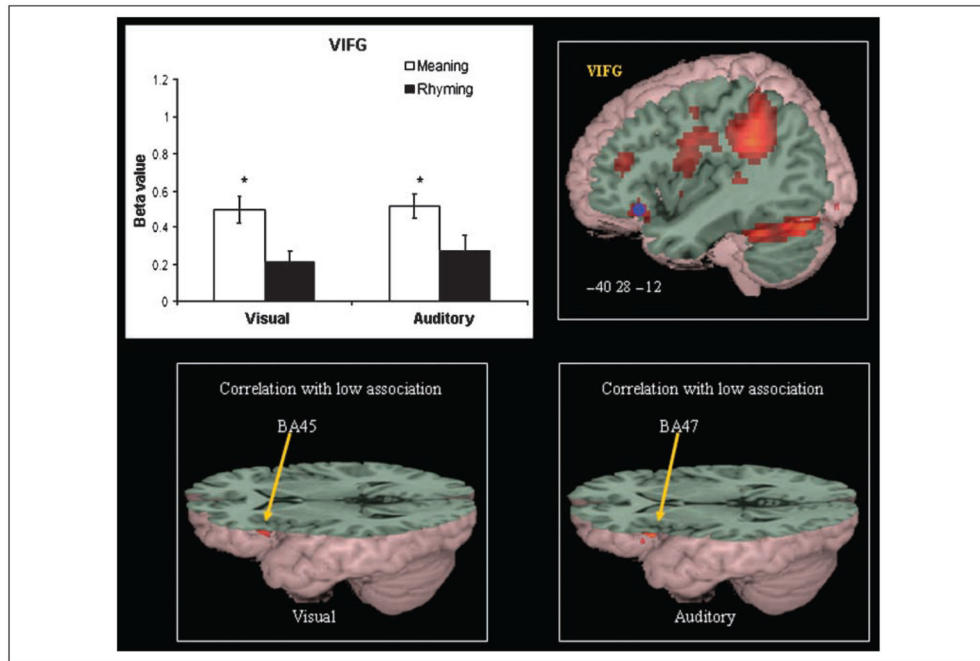 VIFG
Meaning
Rhyming
1.2
1
0.8
0.6
0.4
0.2
0
Beta value
*
*
Visual
Auditory
VIFG
−40 28 −12
Correlation with low association
BA45
Visual
Correlation with low association
BA47
Auditory